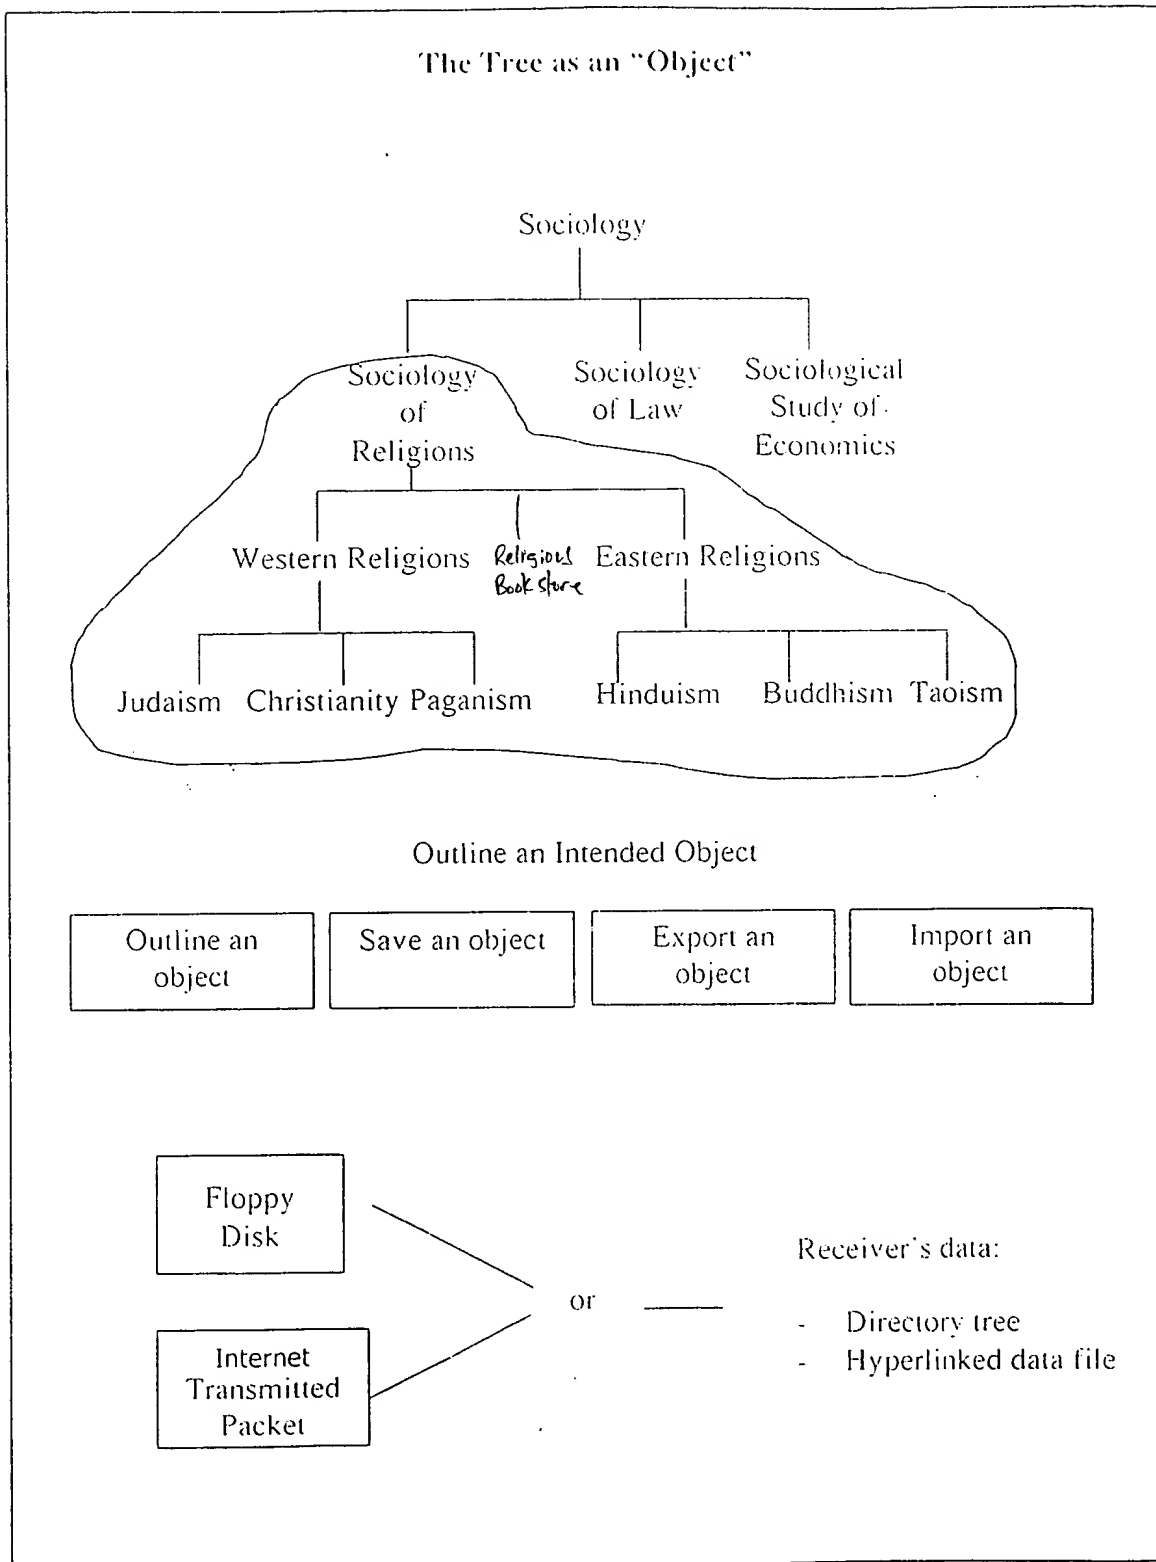 The Tree as an “Object”
Sociology
Sociology
of
Religions
Sociology
of Law
Sociological
Study of
Economics
Western Religions
Religious
Book store
Eastern Religions
Judaism
Christianity
Paganism
Hinduism
Buddhism
Taoism
Outline an Intended Object
Outline an
object
Save an object
Export an
object
Import an
object
Floppy
Disk
Internet
Transmitted
Packet
or
Receiver's data:
- Directory tree
- Hyperlinked data file